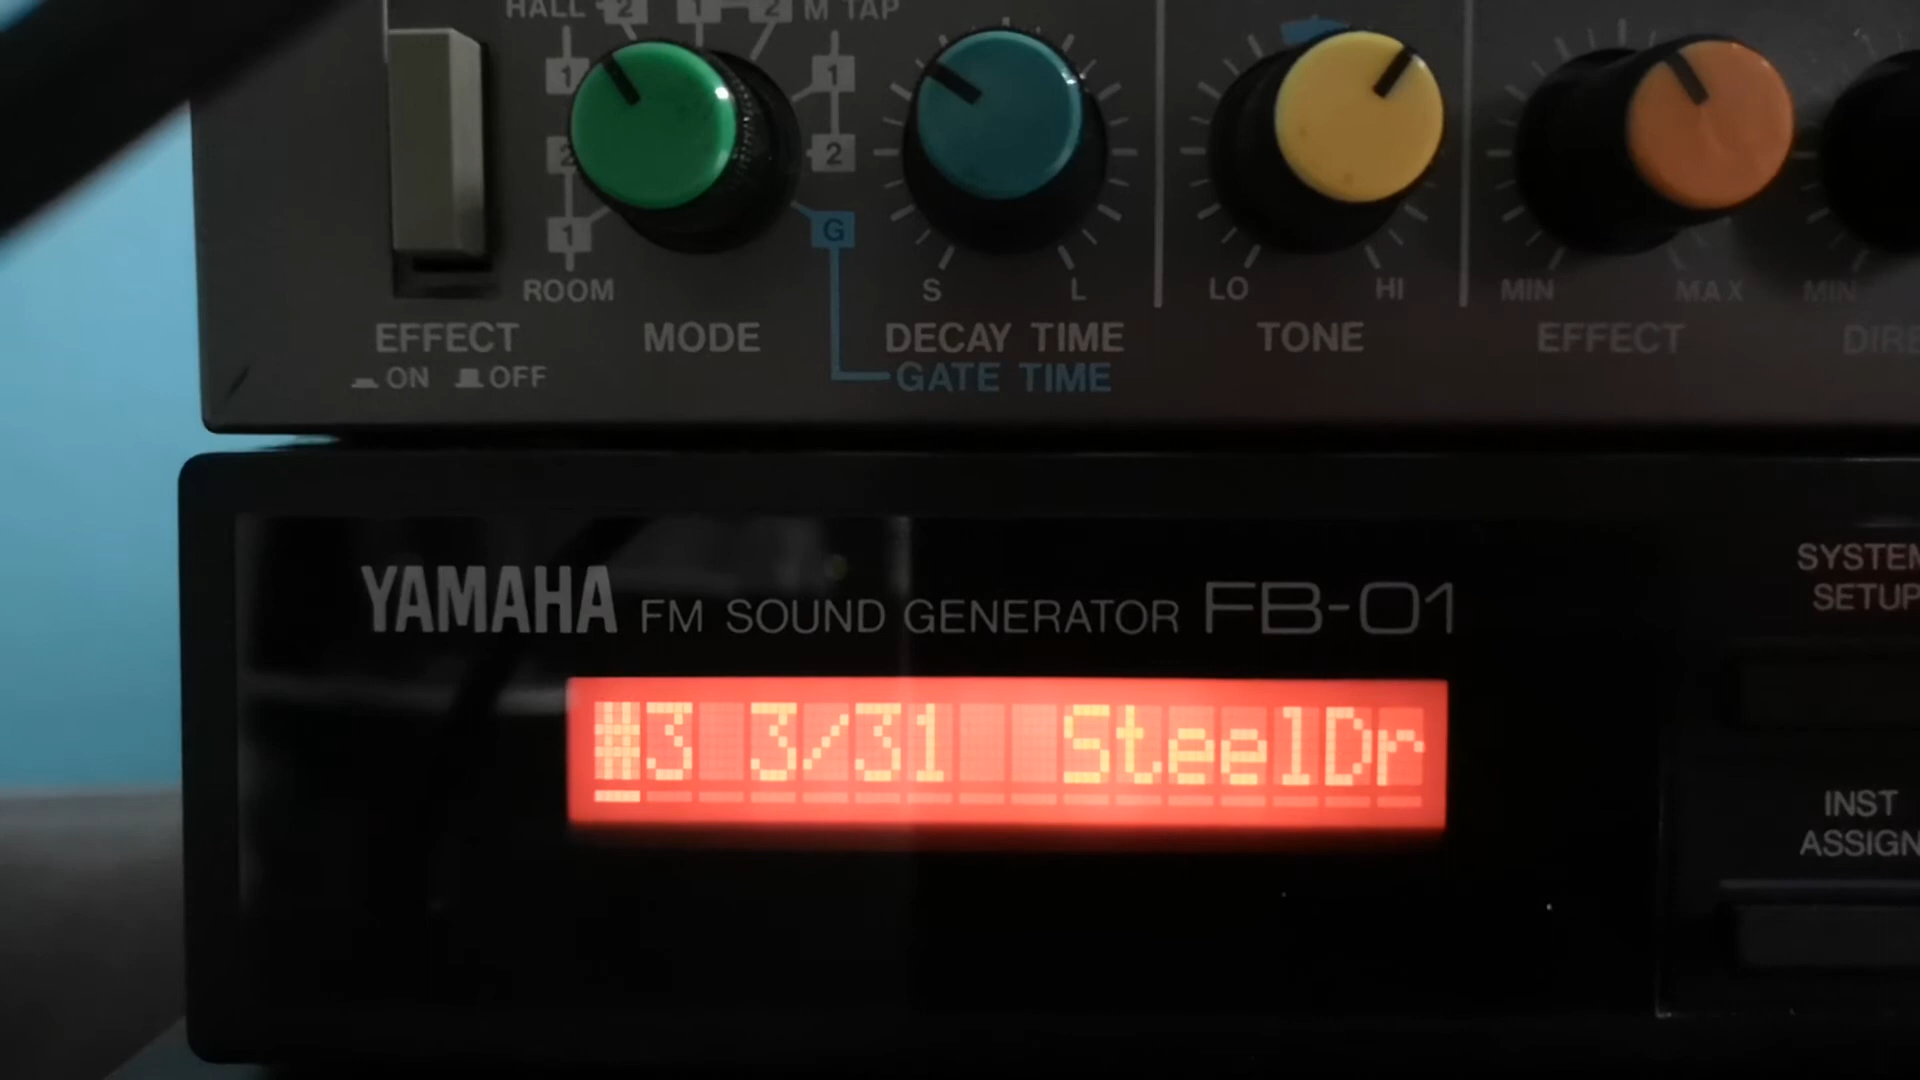 HALL 2 1 2 M TAP
1 1
2 2
1 G
ROOM S L LO HI MIN MAX MIN
EFFECT MODE DECAY TIME TONE EFFECT
ON OFF GATE TIME
YAMAHA FM SOUND GENERATOR FB-01
SYSTEM
SETUP
#3 3/31 SteelDr
INST
ASSIGN